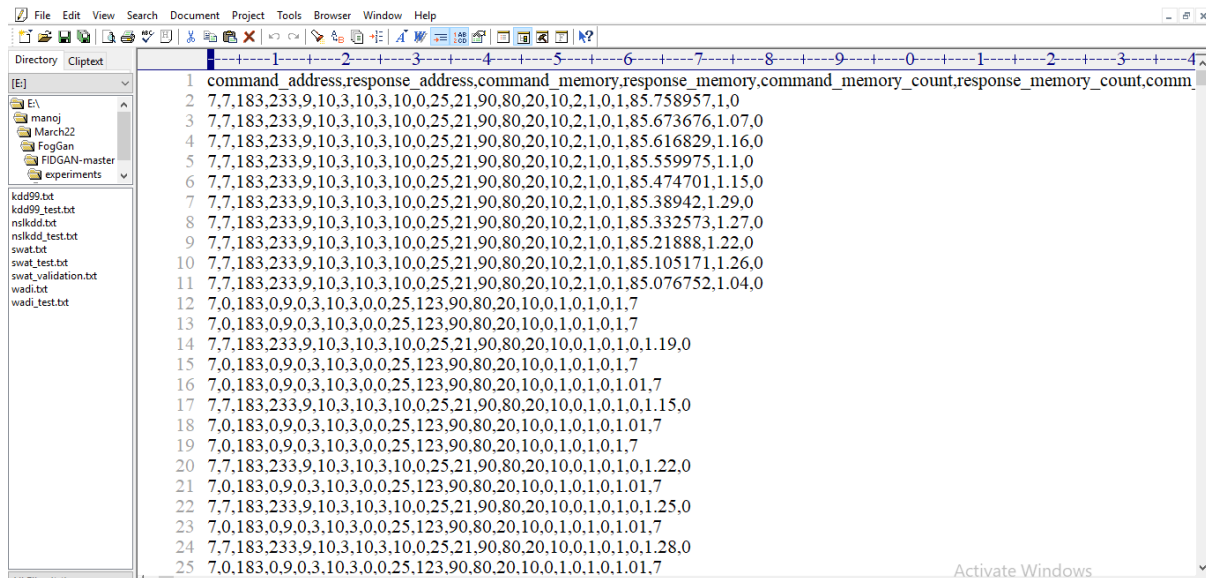 File Edit View Search Document Project Tools Browser Window Help
Directory Cliptext
[E:]
E:\
manoj
March22
FogGan
FIDGAN-master
experiments
kdd99.txt
kdd99_test.txt
nslkdd.txt
nslkdd_test.txt
swat.txt
swat_test.txt
swat_validation.txt
wadi.txt
wadi_test.txt
----+----1----+----2----+----3----+----4----+----5----+----6----+----7----+----8----+----9----+----0----+----1----+----2----+----3----+----4
1 command_address,response_address,command_memory,response_memory,command_memory_count,response_memory_count,comm_
2 7,7,183,233,9,10,3,10,3,10,0,25,21,90,80,20,10,2,1,0,1,85.758957,1,0
3 7,7,183,233,9,10,3,10,3,10,0,25,21,90,80,20,10,2,1,0,1,85.673676,1.07,0
4 7,7,183,233,9,10,3,10,3,10,0,25,21,90,80,20,10,2,1,0,1,85.616829,1.16,0
5 7,7,183,233,9,10,3,10,3,10,0,25,21,90,80,20,10,2,1,0,1,85.559975,1.1,0
6 7,7,183,233,9,10,3,10,3,10,0,25,21,90,80,20,10,2,1,0,1,85.474701,1.15,0
7 7,7,183,233,9,10,3,10,3,10,0,25,21,90,80,20,10,2,1,0,1,85.38942,1.29,0
8 7,7,183,233,9,10,3,10,3,10,0,25,21,90,80,20,10,2,1,0,1,85.332573,1.27,0
9 7,7,183,233,9,10,3,10,3,10,0,25,21,90,80,20,10,2,1,0,1,85.21888,1.22,0
10 7,7,183,233,9,10,3,10,3,10,0,25,21,90,80,20,10,2,1,0,1,85.105171,1.26,0
11 7,7,183,233,9,10,3,10,3,10,0,25,21,90,80,20,10,2,1,0,1,85.076752,1.04,0
12 7,0,183,0,9,0,3,10,3,0,0,25,123,90,80,20,10,0,1,0,1,0,1,7
13 7,0,183,0,9,0,3,10,3,0,0,25,123,90,80,20,10,0,1,0,1,0,1,7
14 7,7,183,233,9,10,3,10,3,10,0,25,21,90,80,20,10,0,1,0,1,0,1.19,0
15 7,0,183,0,9,0,3,10,3,0,0,25,123,90,80,20,10,0,1,0,1,0,1,7
16 7,0,183,0,9,0,3,10,3,0,0,25,123,90,80,20,10,0,1,0,1,0,1.01,7
17 7,7,183,233,9,10,3,10,3,10,0,25,21,90,80,20,10,0,1,0,1,0,1.15,0
18 7,0,183,0,9,0,3,10,3,0,0,25,123,90,80,20,10,0,1,0,1,0,1.01,7
19 7,0,183,0,9,0,3,10,3,0,0,25,123,90,80,20,10,0,1,0,1,0,1,7
20 7,7,183,233,9,10,3,10,3,10,0,25,21,90,80,20,10,0,1,0,1,0,1.22,0
21 7,0,183,0,9,0,3,10,3,0,0,25,123,90,80,20,10,0,1,0,1,0,1.01,7
22 7,7,183,233,9,10,3,10,3,10,0,25,21,90,80,20,10,0,1,0,1,0,1.25,0
23 7,0,183,0,9,0,3,10,3,0,0,25,123,90,80,20,10,0,1,0,1,0,1.01,7
24 7,7,183,233,9,10,3,10,3,10,0,25,21,90,80,20,10,0,1,0,1,0,1.28,0
25 7,0,183,0,9,0,3,10,3,0,0,25,123,90,80,20,10,0,1,0,1,0,1.01,7
Activate Windows